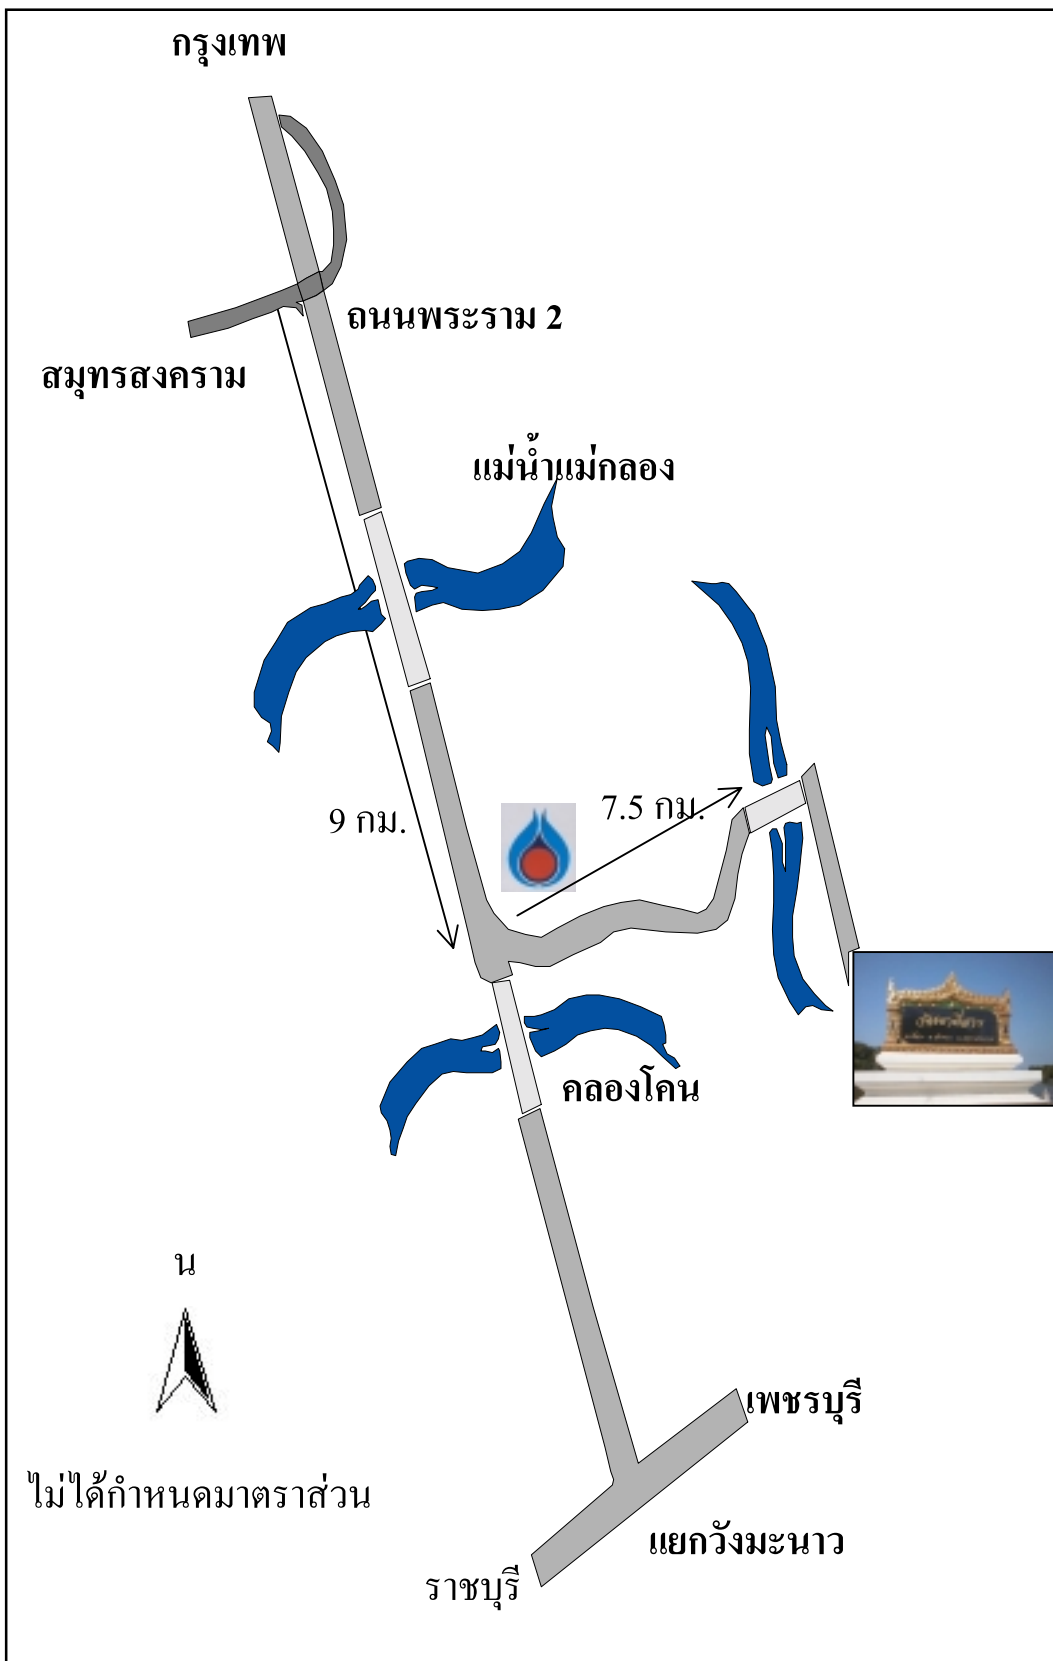 กรุงเทพ
ถนนพระราม 2
สมุทรสงคราม
แม่น้ำแม่กลอง
9 กม.
7.5 กม.
คลองโคน
น
เพชรบุรี
ไม่ได้กำหนดมาตราส่วน
แยกวังมะนาว
ราชบุรี